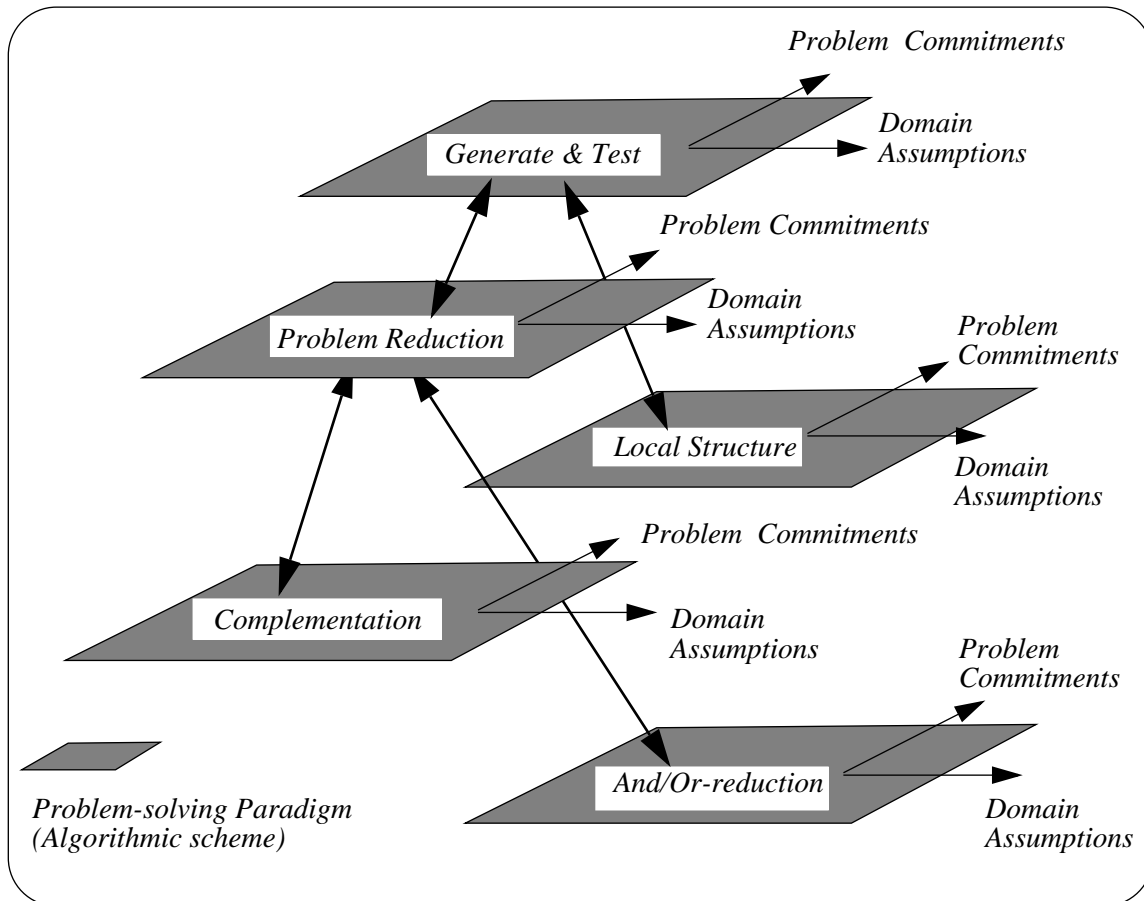 Problem Commitments
Domain
Assumptions
Generate & Test
Problem Commitments
Domain
Assumptions
Problem Reduction
Problem
Commitments
Local Structure
Domain
Assumptions
Problem Commitments
Complementation
Domain
Assumptions
Problem
Commitments
And/Or-reduction
Domain
Assumptions
Problem-solving Paradigm
(Algorithmic scheme)